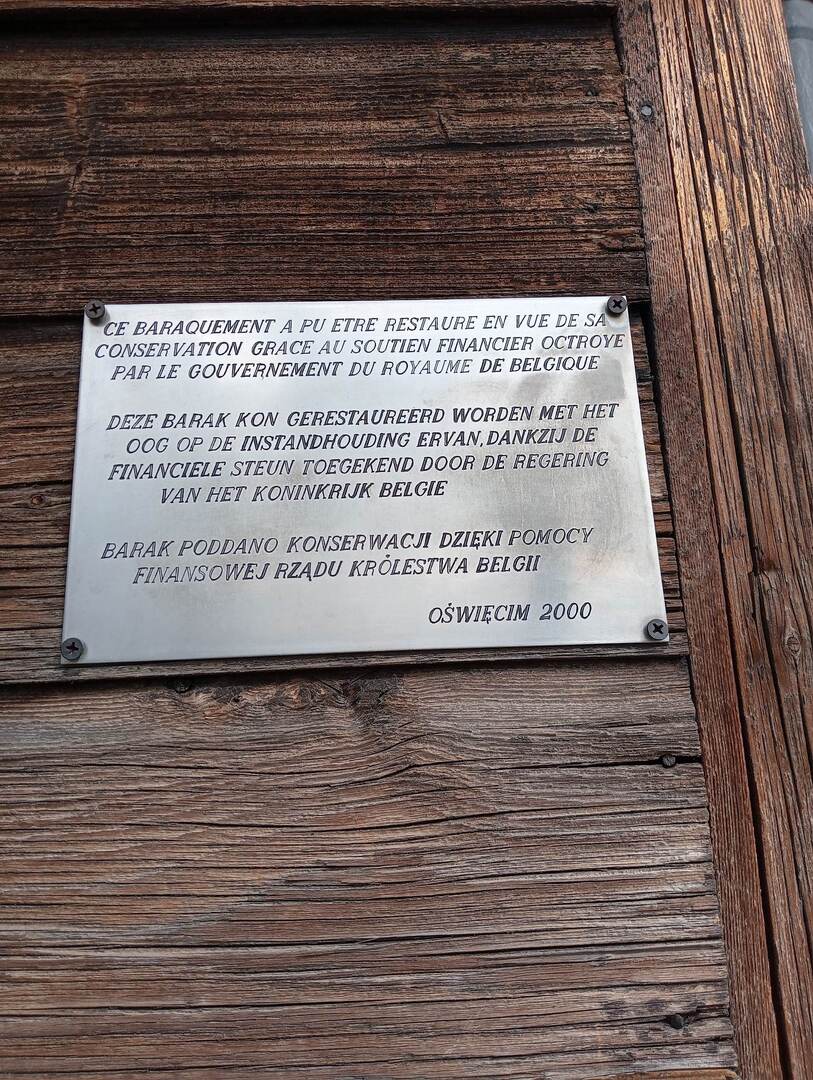 CE BARAQUEMENT A PU ETRE RESTAURE EN VUE DE SA
CONSERVATION GRACE AU SOUTIEN FINANCIER OCTROYE
PAR LE GOUVERNEMENT DU ROYAUME DE BELGIQUE
DEZE BARAK KON GERESTAUREERD WORDEN MET HET
OOG OP DE INSTANDHOUDING ERVAN, DANKZIJ DE
FINANCIELE STEUN TOEGEKEND DOOR DE REGERING
VAN HET KONINKRIJK BELGIE
BARAK PODDANO KONSERWACJI DZIĘKI POMOCY
FINANSOWEJ RZĄDU KRÓLESTWA BELGII
OŚWIĘCIM 2000